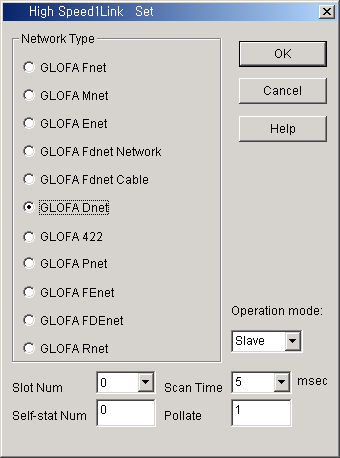 High Speed1Link Set
Network Type
GLOFA Fnet
GLOFA Mnet
GLOFA Enet
GLOFA Fdnet Network
GLOFA Fdnet Cable
GLOFA Dnet
GLOFA 422
GLOFA Pnet
GLOFA FEnet
GLOFA FDEnet
GLOFA Rnet
OK
Cancel
Help
Operation mode:
Slave
Slot Num 0 Scan Time 5 msec
Self-stat Num 0 Pollate 1